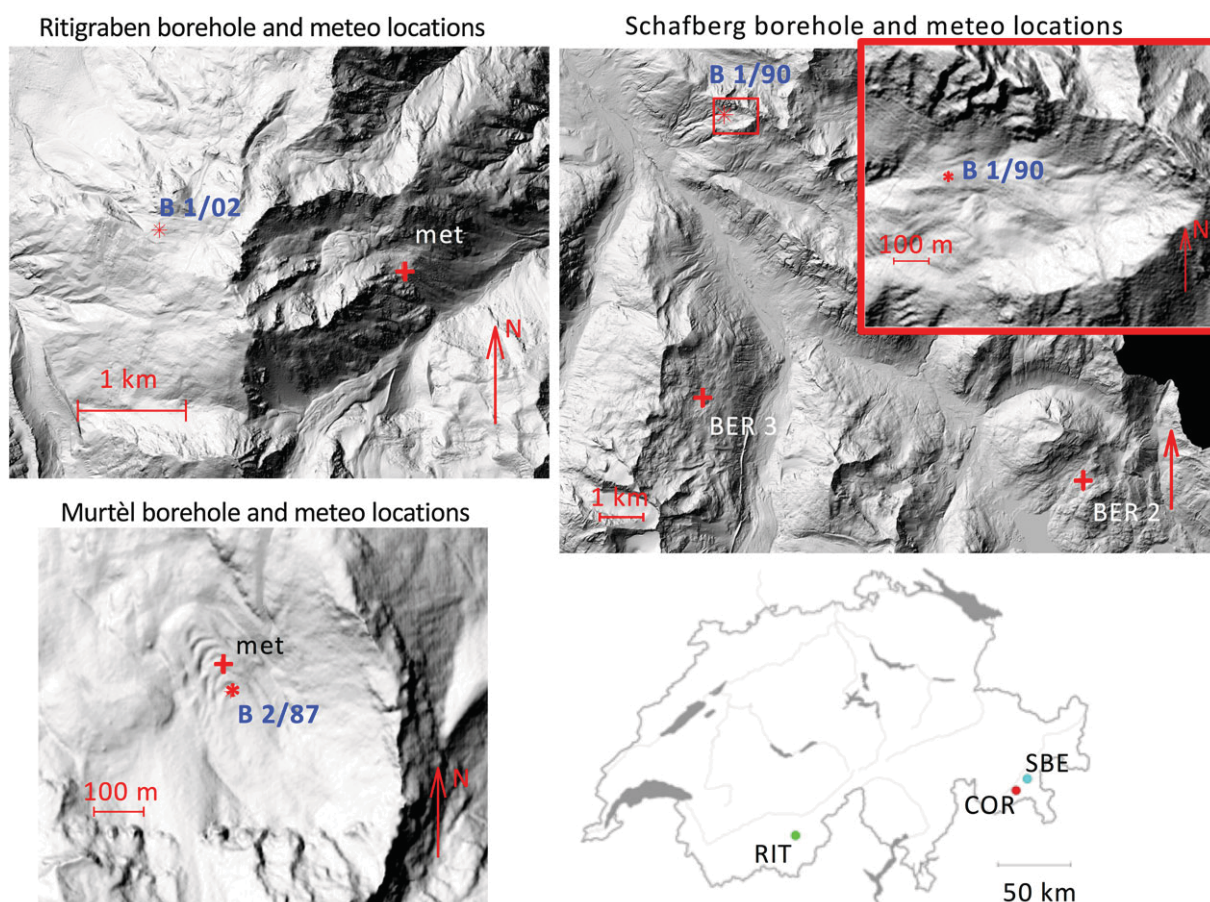 Ritigraben borehole and meteo locations
B 1/02
met
1 km
N
Schafberg borehole and meteo locations
B 1/90
B 1/90
100 m
N
BER 3
1 km
BER 2
Murtèl borehole and meteo locations
met
B 2/87
100 m
N
SBE
COR
RIT
50 km